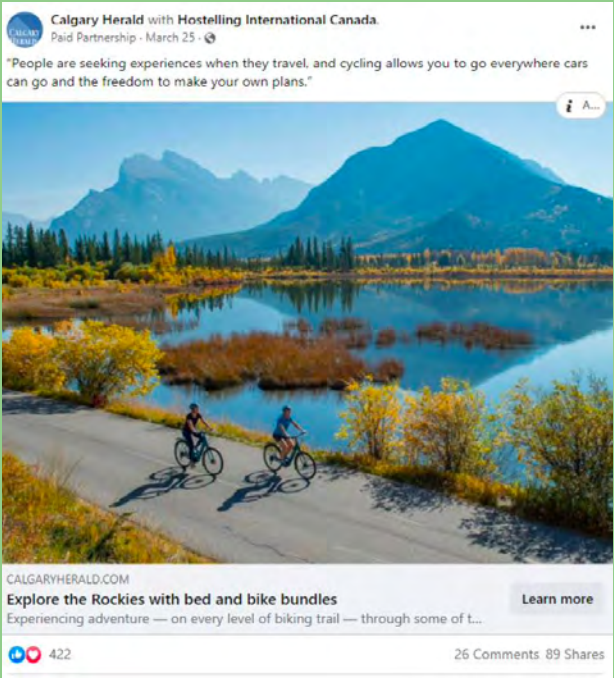 Calgary Herald with Hostelling International Canada.
Paid Partnership · March 25 ·
"People are seeking experiences when they travel, and cycling allows you to go everywhere cars
can go and the freedom to make your own plans."
i A...
CALGARYHERALD.COM
Explore the Rockies with bed and bike bundles
Learn more
Experiencing adventure — on every level of biking trail — through some of t...
422
26 Comments 89 Shares